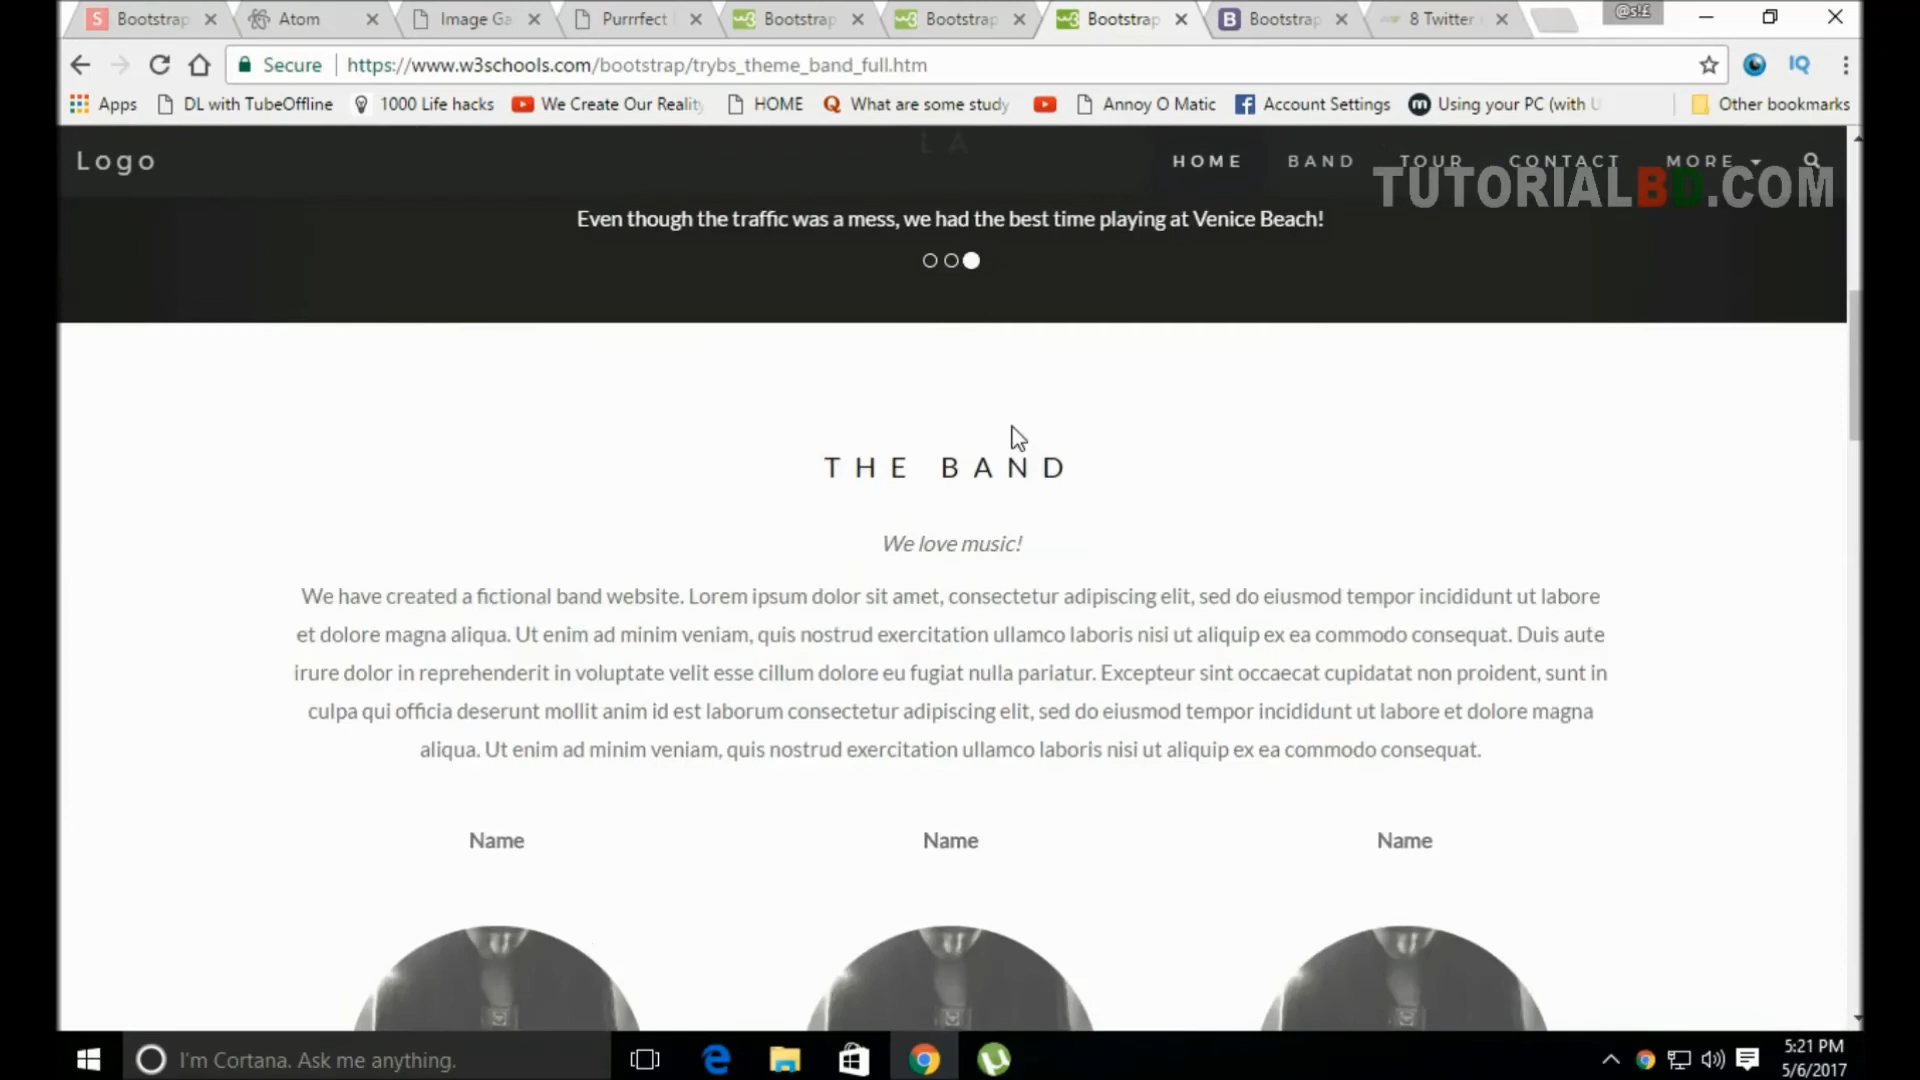 Bootstrap
Atom
Image Ga
Purrrfect
Bootstrap
Bootstrap
Bootstrap
Bootstrap
8 Twitter
@s!£
Secure https://www.w3schools.com/bootstrap/trybs_theme_band_full.htm
IQ
Apps DL with TubeOffline 1000 Life hacks We Create Our Reality HOME What are some study Annoy O Matic Account Settings Using your PC (with U Other bookmarks
LA
Logo HOME BAND TOUR CONTACT MORE
TUTORIALBD.COM
Even though the traffic was a mess, we had the best time playing at Venice Beach!
THE BAND
We love music!
We have created a fictional band website. Lorem ipsum dolor sit amet, consectetur adipiscing elit, sed do eiusmod tempor incididunt ut labore
et dolore magna aliqua. Ut enim ad minim veniam, quis nostrud exercitation ullamco laboris nisi ut aliquip ex ea commodo consequat. Duis aute
irure dolor in reprehenderit in voluptate velit esse cillum dolore eu fugiat nulla pariatur. Excepteur sint occaecat cupidatat non proident, sunt in
culpa qui officia deserunt mollit anim id est laborum consectetur adipiscing elit, sed do eiusmod tempor incididunt ut labore et dolore magna
aliqua. Ut enim ad minim veniam, quis nostrud exercitation ullamco laboris nisi ut aliquip ex ea commodo consequat.
Name Name Name
I'm Cortana. Ask me anything.
5:21 PM
5/6/2017